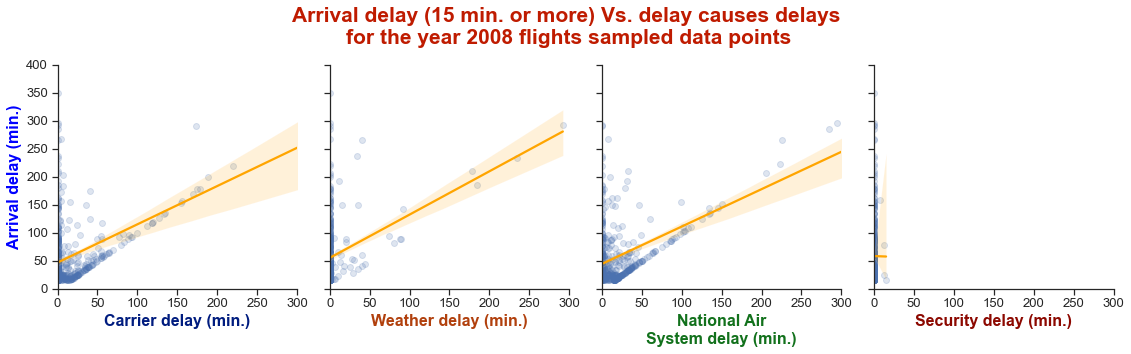 Arrival delay (15 min. or more) Vs. delay causes delays
for the year 2008 flights sampled data points
Arrival delay (min.)
400
350
300
250
200
150
100
50
0
0 50 100 150 200 250 300
Carrier delay (min.)
0 50 100 150 200 250 300
Weather delay (min.)
0 50 100 150 200 250 300
National Air
System delay (min.)
0 50 100 150 200 250 300
Security delay (min.)